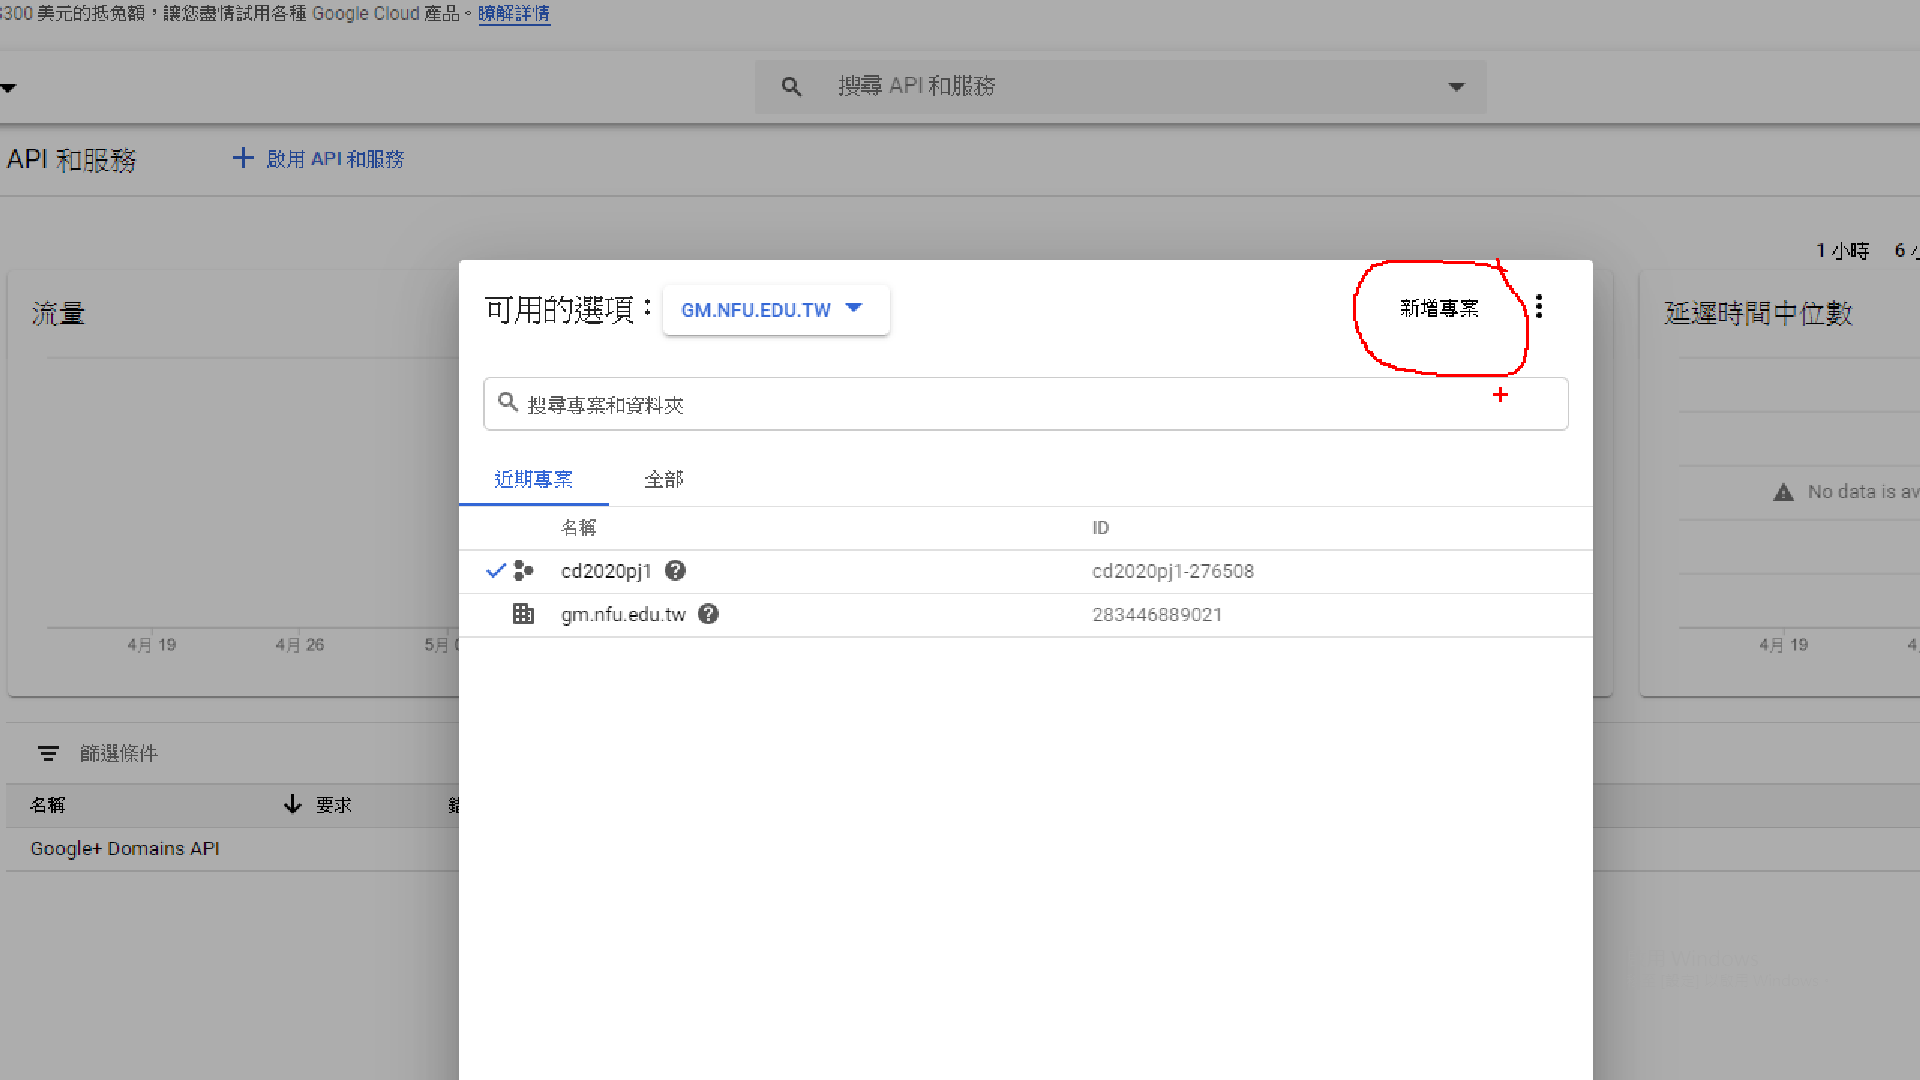 300 美元的抵免額，讓您盡情試用各種 Google Cloud 產品。瞭解詳情
搜尋 API 和服務
API 和服務
啟用 API 和服務
1 小時 6
可用的選項：
GM.NFU.EDU.TW
新增專案
流量
延遲時間中位數
搜尋專案和資料夾
近期專案
全部
No data is av
名稱 ID
cd2020pj1 cd2020pj1-276508
gm.nfu.edu.tw 283446889021
4月 19
4月 26
5月
4月 19
篩選條件
名稱
要求
Google+ Domains API